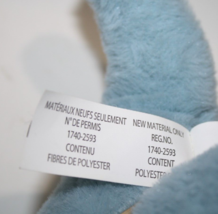 MATÉRIAUX NEUFS SEULEMENT
N° DE PERMIS
1740-2593
CONTENU
FIBRES DE POLYESTER
NEW MATERIAL ONLY
REG.NO.
1740-2593
CONTENT
POLYESTER